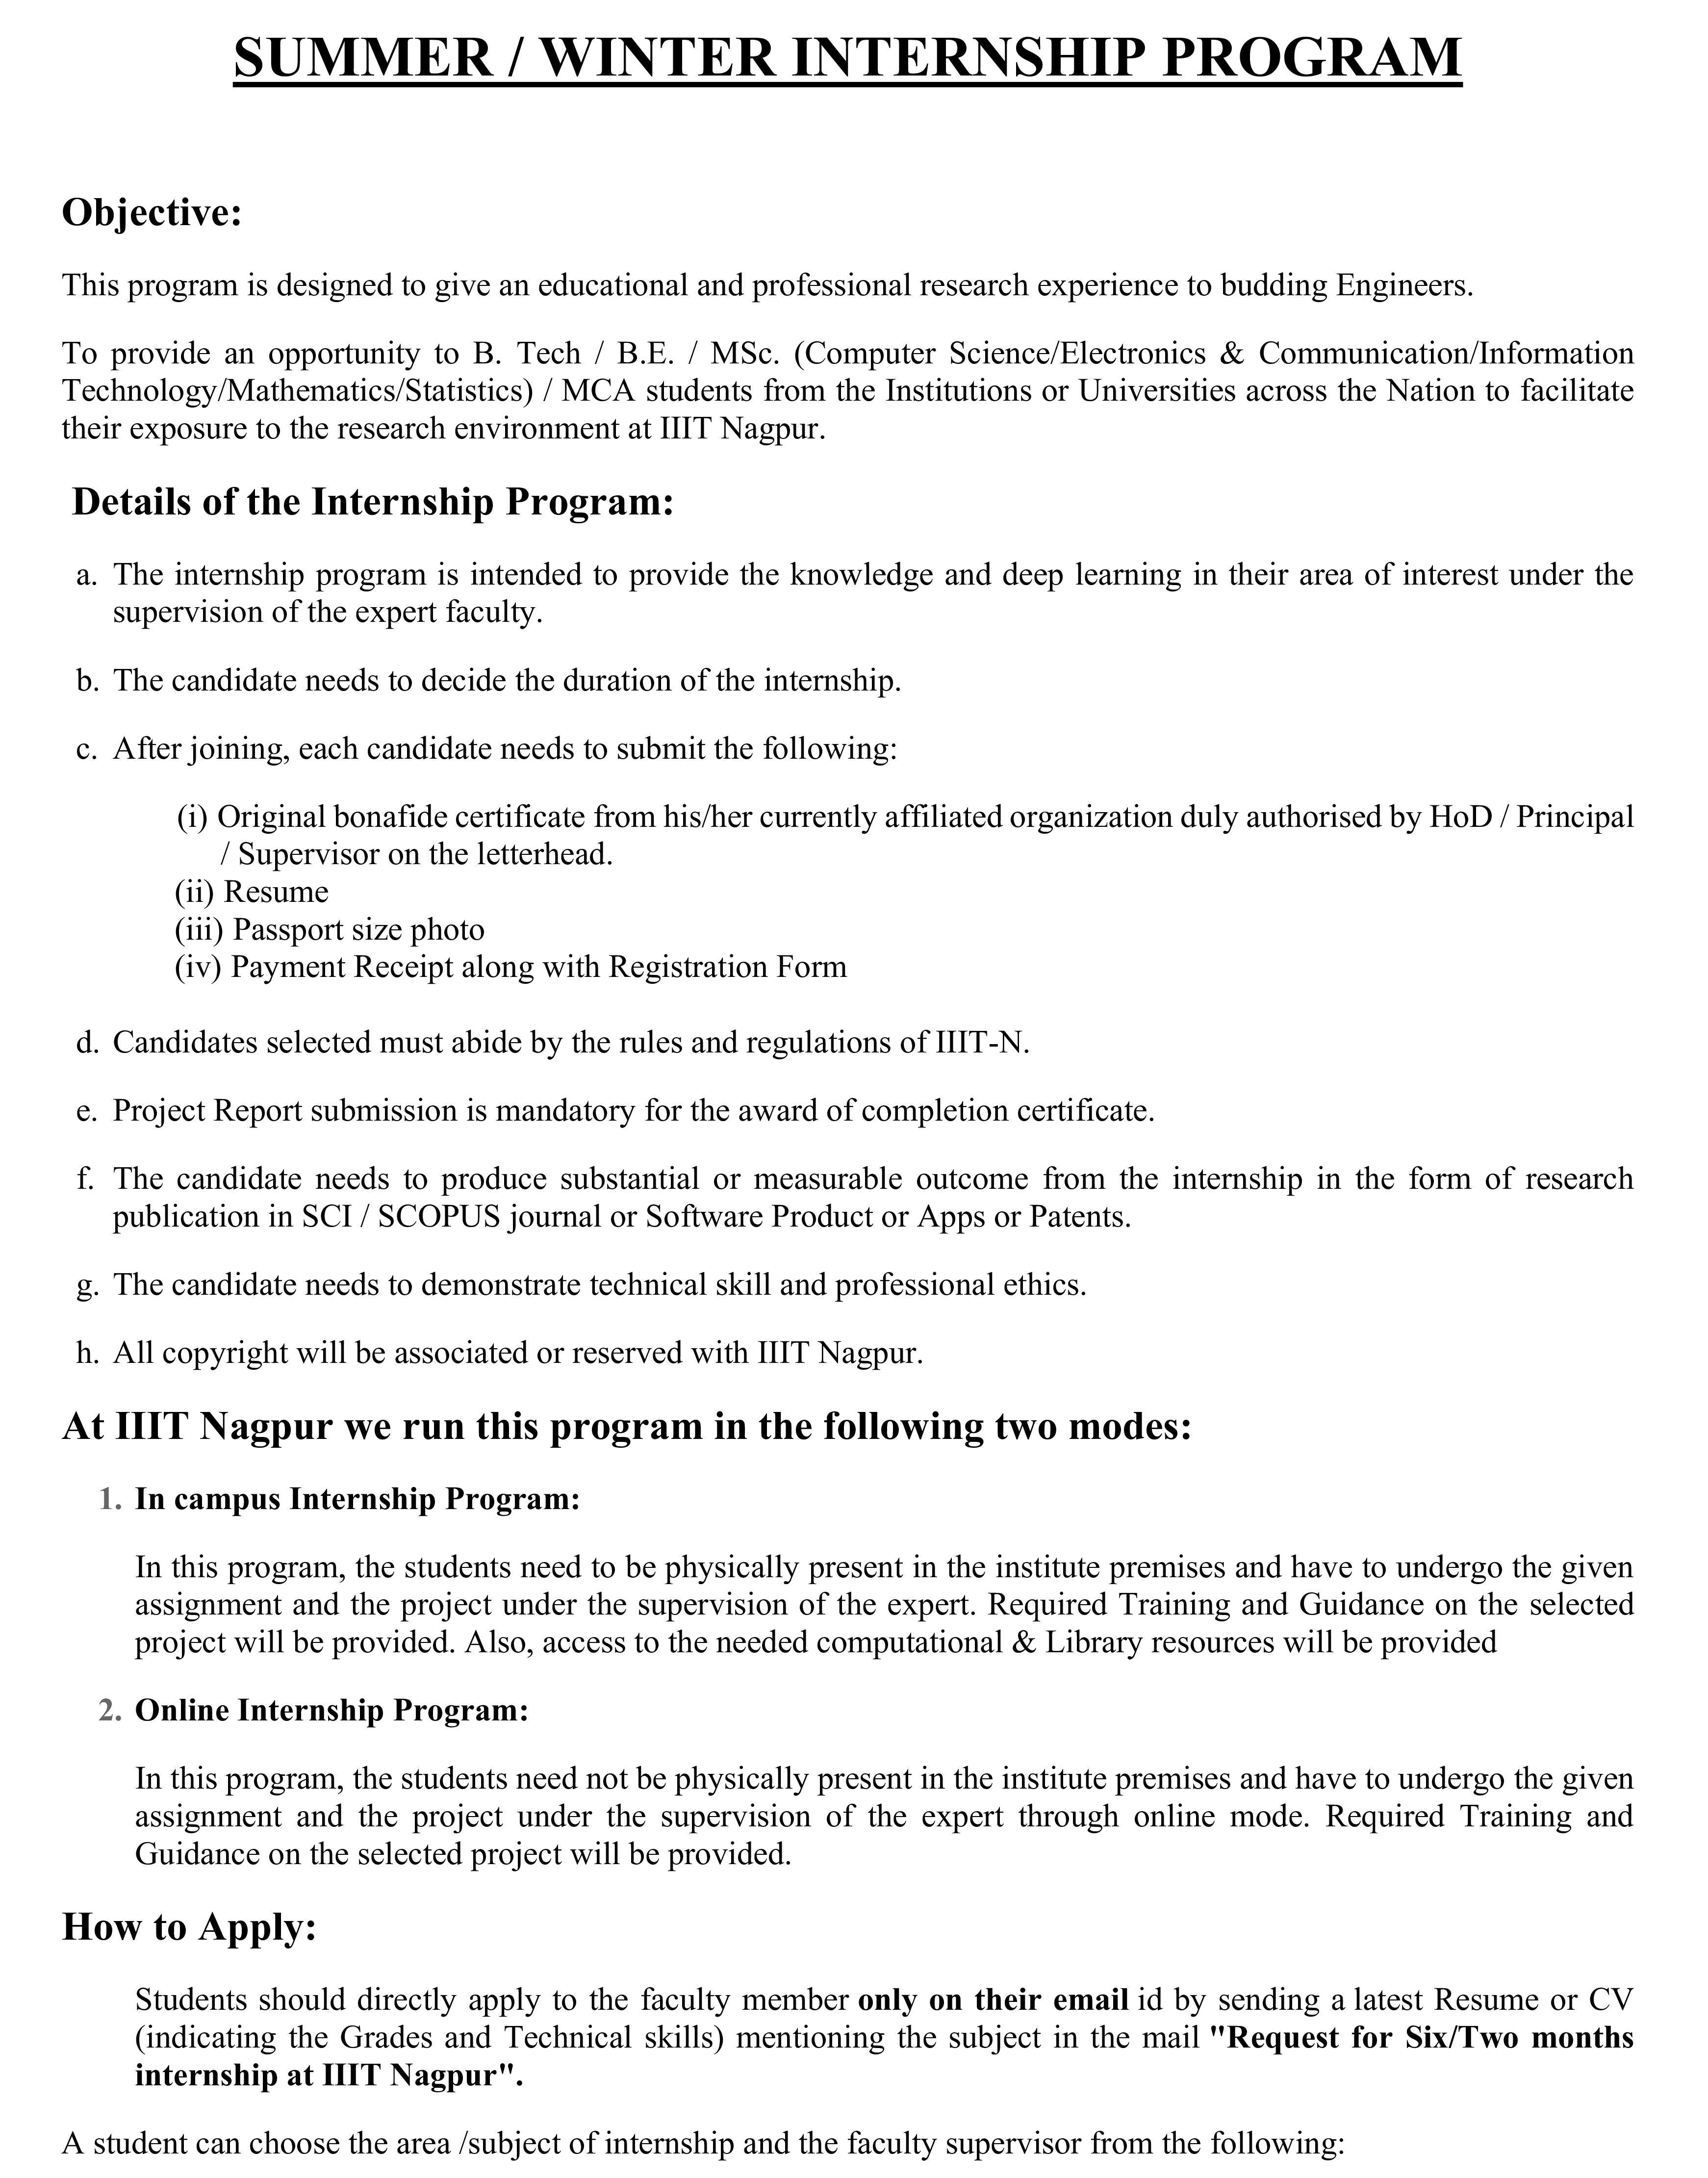 SUMMER / WINTER INTERNSHIP PROGRAM
Objective:
This program is designed to give an educational and professional research experience to budding Engineers.
To provide an opportunity to B. Tech / B.E. / MSc. (Computer Science/Electronics & Communication/Information
Technology/Mathematics/Statistics) / MCA students from the Institutions or Universities across the Nation to facilitate
their exposure to the research environment at IIIT Nagpur.
Details of the Internship Program:
a. The internship program is intended to provide the knowledge and deep learning in their area of interest under the
supervision of the expert faculty.
b. The candidate needs to decide the duration of the internship.
c. After joining, each candidate needs to submit the following:
(i) Original bonafide certificate from his/her currently affiliated organization duly authorised by HoD / Principal
/ Supervisor on the letterhead.
(ii) Resume
(iii) Passport size photo
(iv) Payment Receipt along with Registration Form
d. Candidates selected must abide by the rules and regulations of IIIT-N.
e. Project Report submission is mandatory for the award of completion certificate.
f. The candidate needs to produce substantial or measurable outcome from the internship in the form of research
publication in SCI / SCOPUS journal or Software Product or Apps or Patents.
g. The candidate needs to demonstrate technical skill and professional ethics.
h. All copyright will be associated or reserved with IIIT Nagpur.
At IIIT Nagpur we run this program in the following two modes:
1. In campus Internship Program:
In this program, the students need to be physically present in the institute premises and have to undergo the given
assignment and the project under the supervision of the expert. Required Training and Guidance on the selected
project will be provided. Also, access to the needed computational & Library resources will be provided
2. Online Internship Program:
In this program, the students need not be physically present in the institute premises and have to undergo the given
assignment and the project under the supervision of the expert through online mode. Required Training and
Guidance on the selected project will be provided.
How to Apply:
Students should directly apply to the faculty member only on their email id by sending a latest Resume or CV
(indicating the Grades and Technical skills) mentioning the subject in the mail "Request for Six/Two months
internship at IIIT Nagpur".
A student can choose the area /subject of internship and the faculty supervisor from the following: